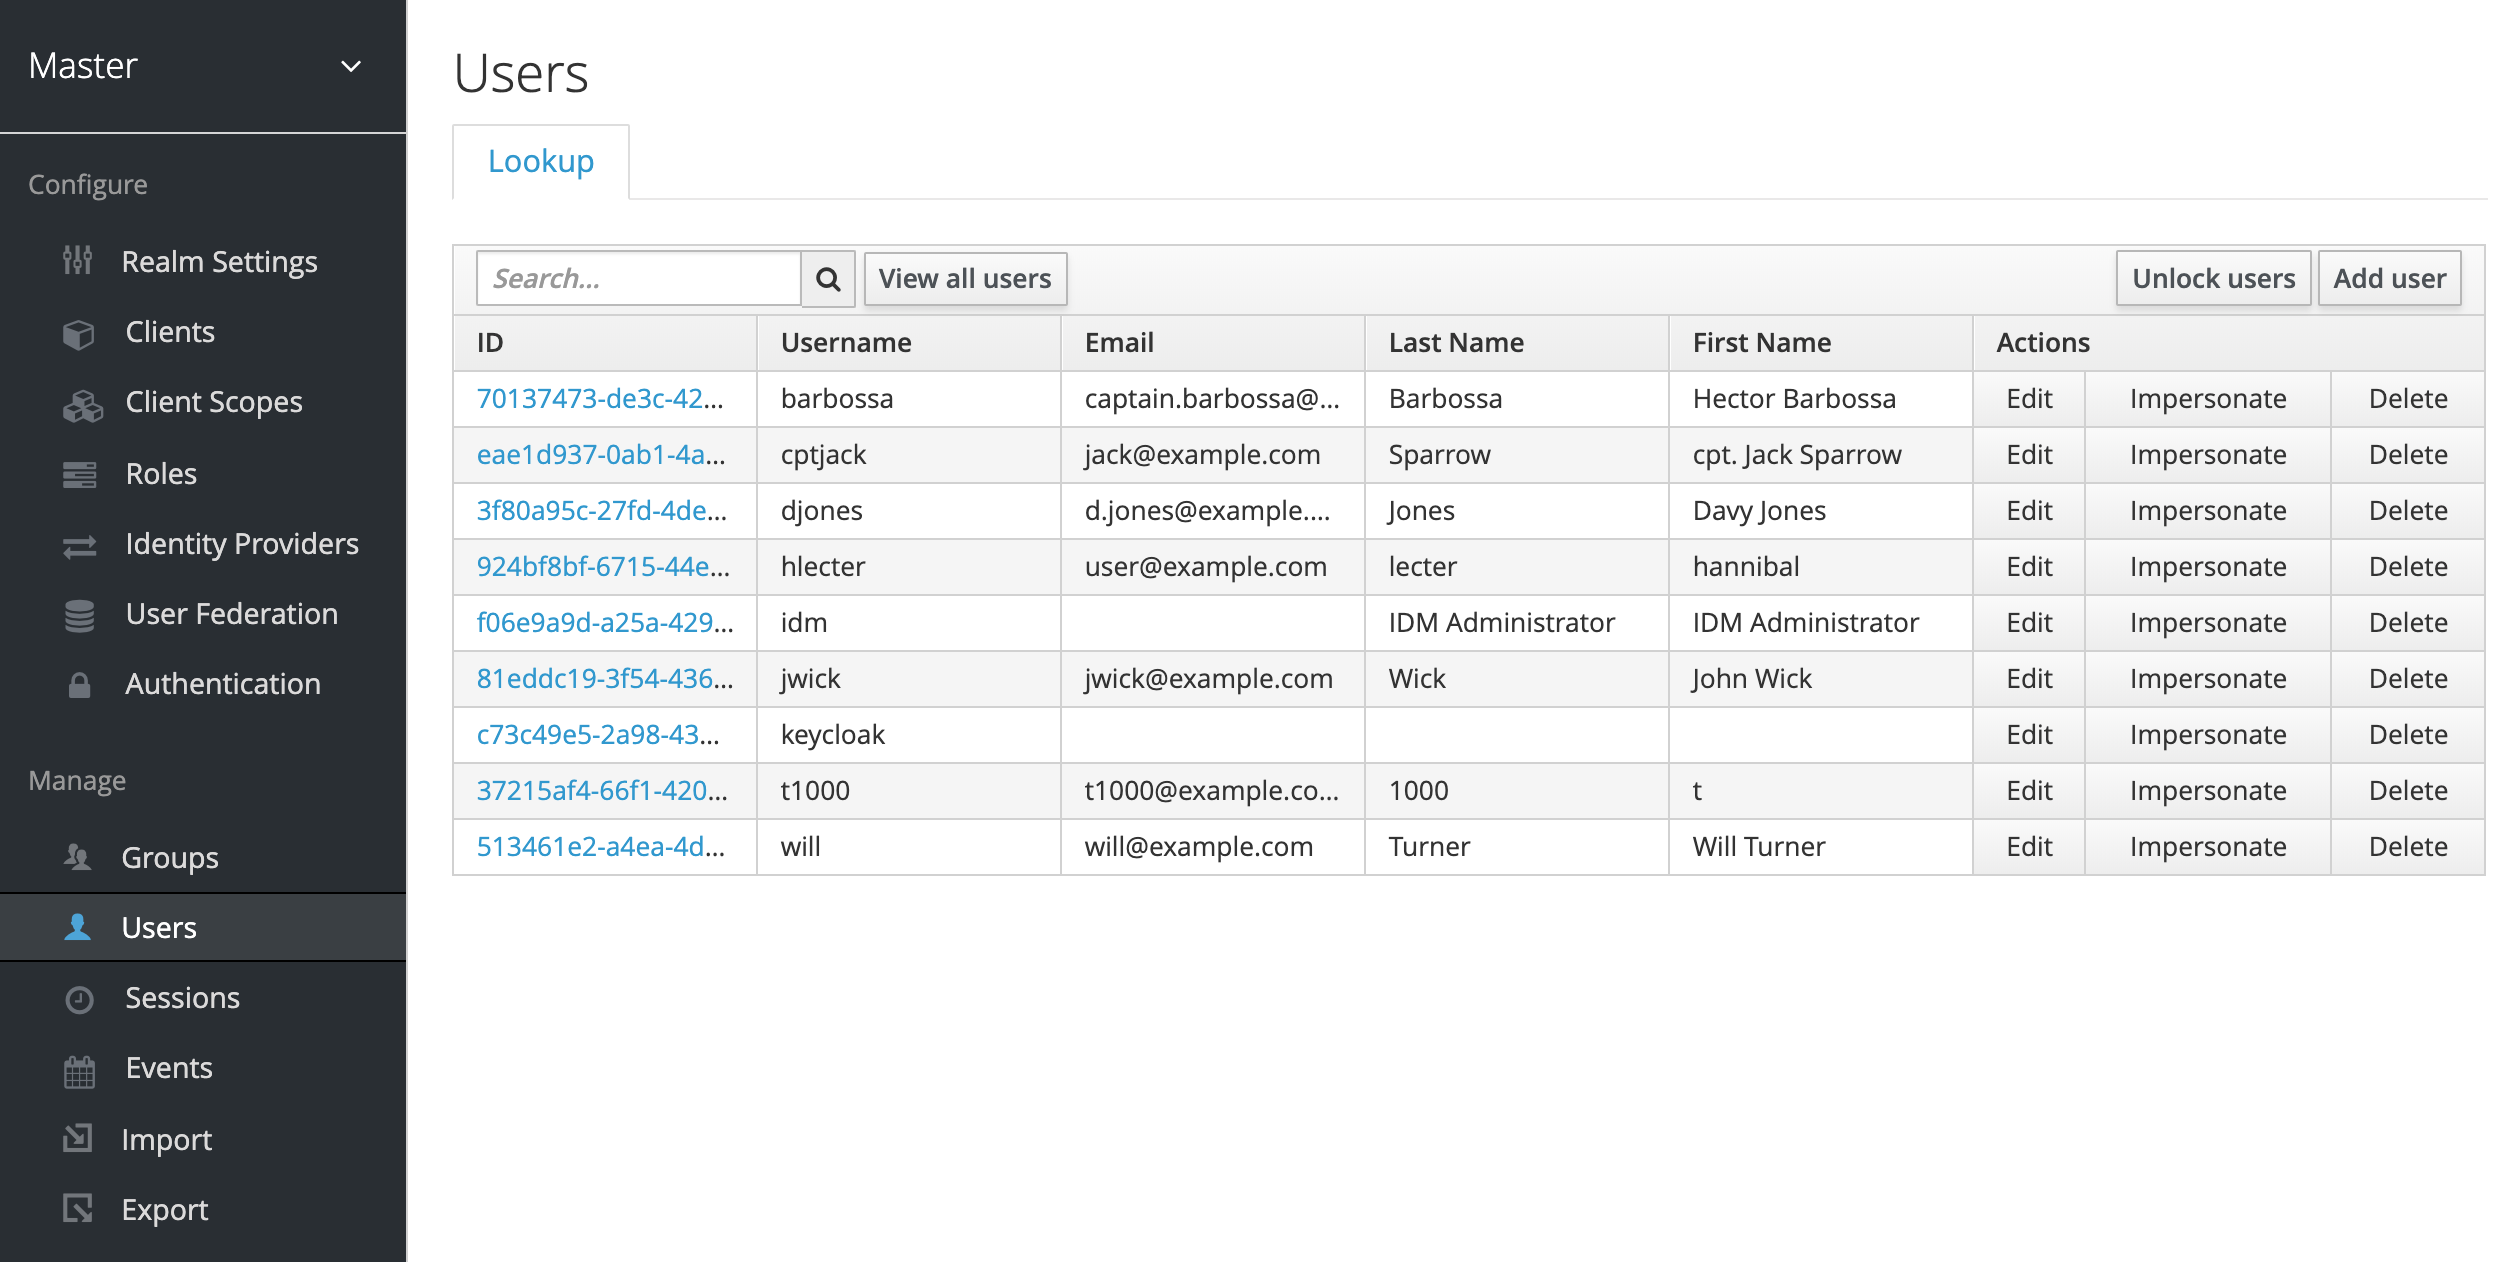 Master
Configure
Realm Settings
Clients
Client Scopes
Roles
Identity Providers
User Federation
Authentication
Manage
Groups
Users
Sessions
Events
Import
Export
Users
Lookup
Search... View all users Unlock users Add user
ID Username Email Last Name First Name Actions
70137473-de3c-42... barbossa captain.barbossa@... Barbossa Hector Barbossa Edit Impersonate Delete
eae1d937-0ab1-4a... cptjack jack@example.com Sparrow cpt. Jack Sparrow Edit Impersonate Delete
3f80a95c-27fd-4de... djones d.jones@example.... Jones Davy Jones Edit Impersonate Delete
924bf8bf-6715-44e... hlecter user@example.com lecter hannibal Edit Impersonate Delete
f06e9a9d-a25a-429... idm IDM Administrator IDM Administrator Edit Impersonate Delete
81eddc19-3f54-436... jwick jwick@example.com Wick John Wick Edit Impersonate Delete
c73c49e5-2a98-43... keycloak Edit Impersonate Delete
37215af4-66f1-420... t1000 t1000@example.co... 1000 t Edit Impersonate Delete
513461e2-a4ea-4d... will will@example.com Turner Will Turner Edit Impersonate Delete